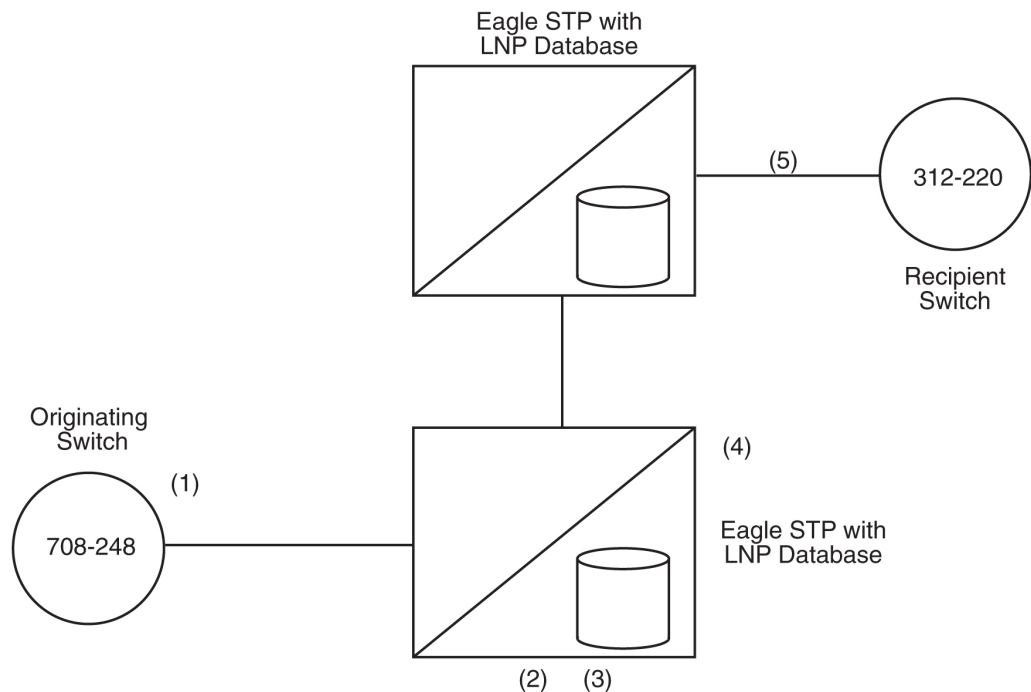 Eagle STP with
LNP Database
(5)
312-220
Recipient
Switch
Originating
Switch
(1)
708-248
(4)
Eagle STP with
LNP Database
(2) (3)